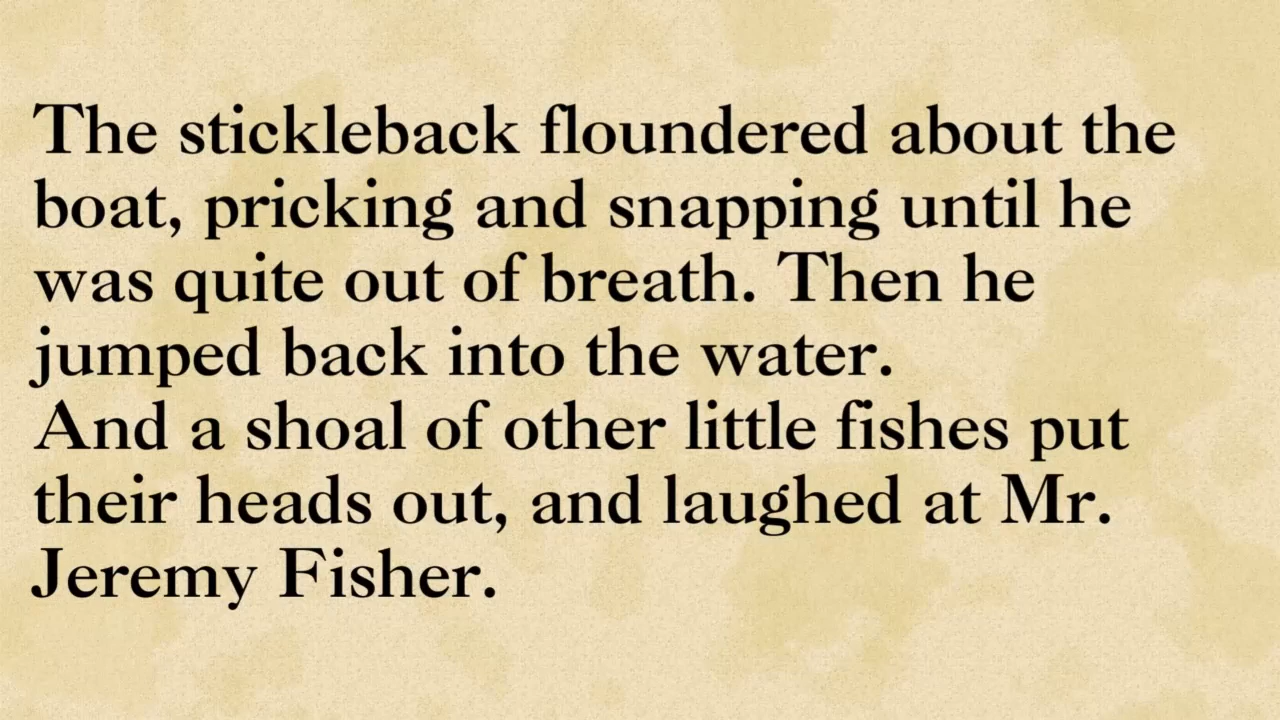 The stickleback floundered about the
boat, pricking and snapping until he
was quite out of breath. Then he
jumped back into the water.
And a shoal of other little fishes put
their heads out, and laughed at Mr.
Jeremy Fisher.